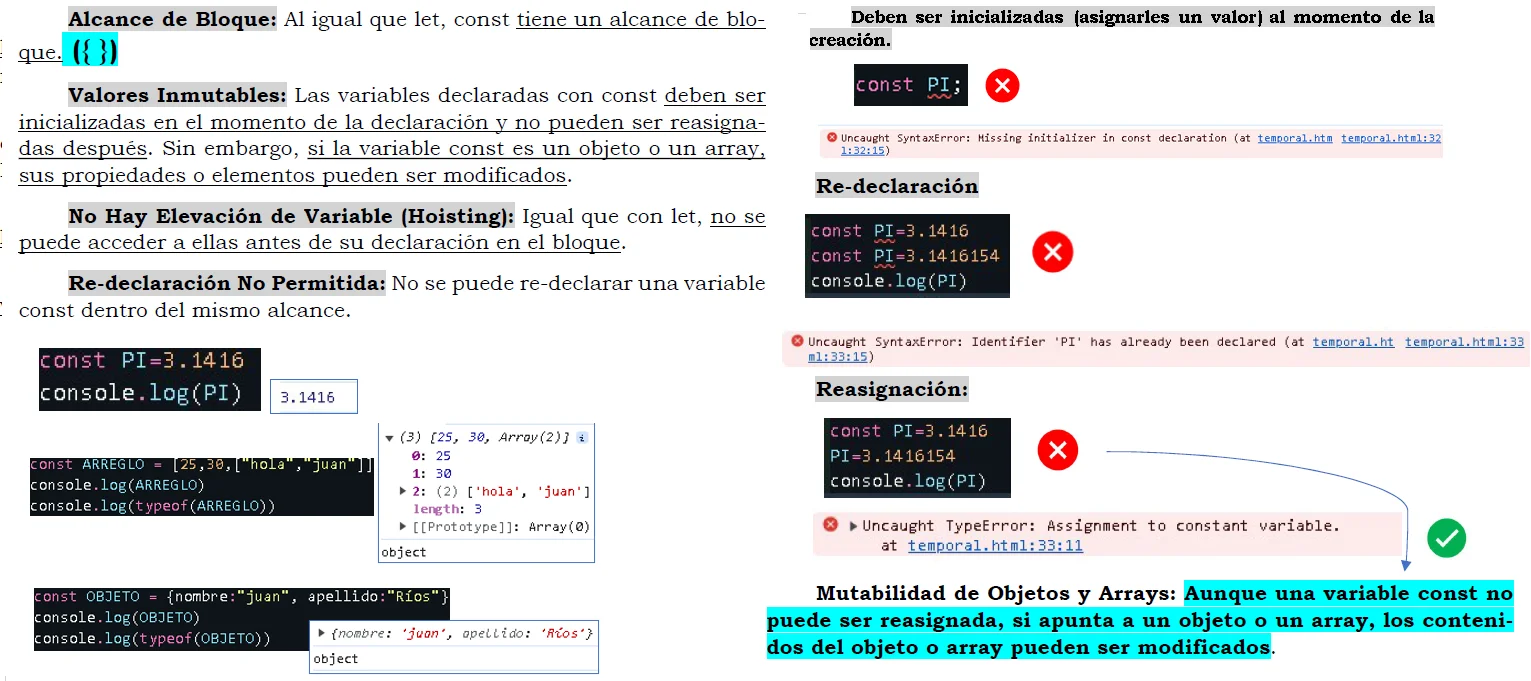 Alcance de Bloque: Al igual que let, const tiene un alcance de blo-
que. ({ })
Valores Inmutables: Las variables declaradas con const deben ser
inicializadas en el momento de la declaración y no pueden ser reasigna-
das después. Sin embargo, si la variable const es un objeto o un array,
sus propiedades o elementos pueden ser modificados.
No Hay Elevación de Variable (Hoisting): Igual que con let, no se
puede acceder a ellas antes de su declaración en el bloque.
Re-declaración No Permitida: No se puede re-declarar una variable
const dentro del mismo alcance.
const PI=3.1416
console.log(PI)
3.1416
const ARREGLO = [25,30,["hola","juan"]]
console.log(ARREGLO)
console.log(typeof(ARREGLO))
▼ (3) [25, 30, Array(2)] i
0: 25
1: 30
▶ 2: (2) ['hola', 'juan']
length: 3
▶ [[Prototype]]: Array(0)
object
const OBJETO = {nombre:"juan", apellido:"Ríos"}
console.log(OBJETO)
console.log(typeof(OBJETO))
▶ {nombre: 'juan', apellido: 'Ríos'}
object
Deben ser inicializadas (asignarles un valor) al momento de la
creación.
const PI;
Uncaught SyntaxError: Missing initializer in const declaration (at temporal.htm temporal.html:32
l:32:15)
Re-declaración
const PI=3.1416
const PI=3.1416154
console.log(PI)
Uncaught SyntaxError: Identifier 'PI' has already been declared (at temporal.ht temporal.html:33
ml:33:15)
Reasignación:
const PI=3.1416
PI=3.1416154
console.log(PI)
▶ Uncaught TypeError: Assignment to constant variable.
at temporal.html:33:11
Mutabilidad de Objetos y Arrays: Aunque una variable const no
puede ser reasignada, si apunta a un objeto o un array, los conteni-
dos del objeto o array pueden ser modificados.